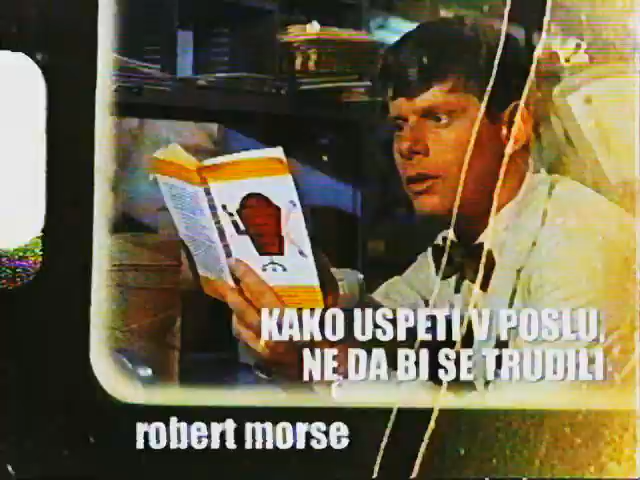 KAKO USPETI V POSLU,
NE DA BI SE TRUDILI
robert morse